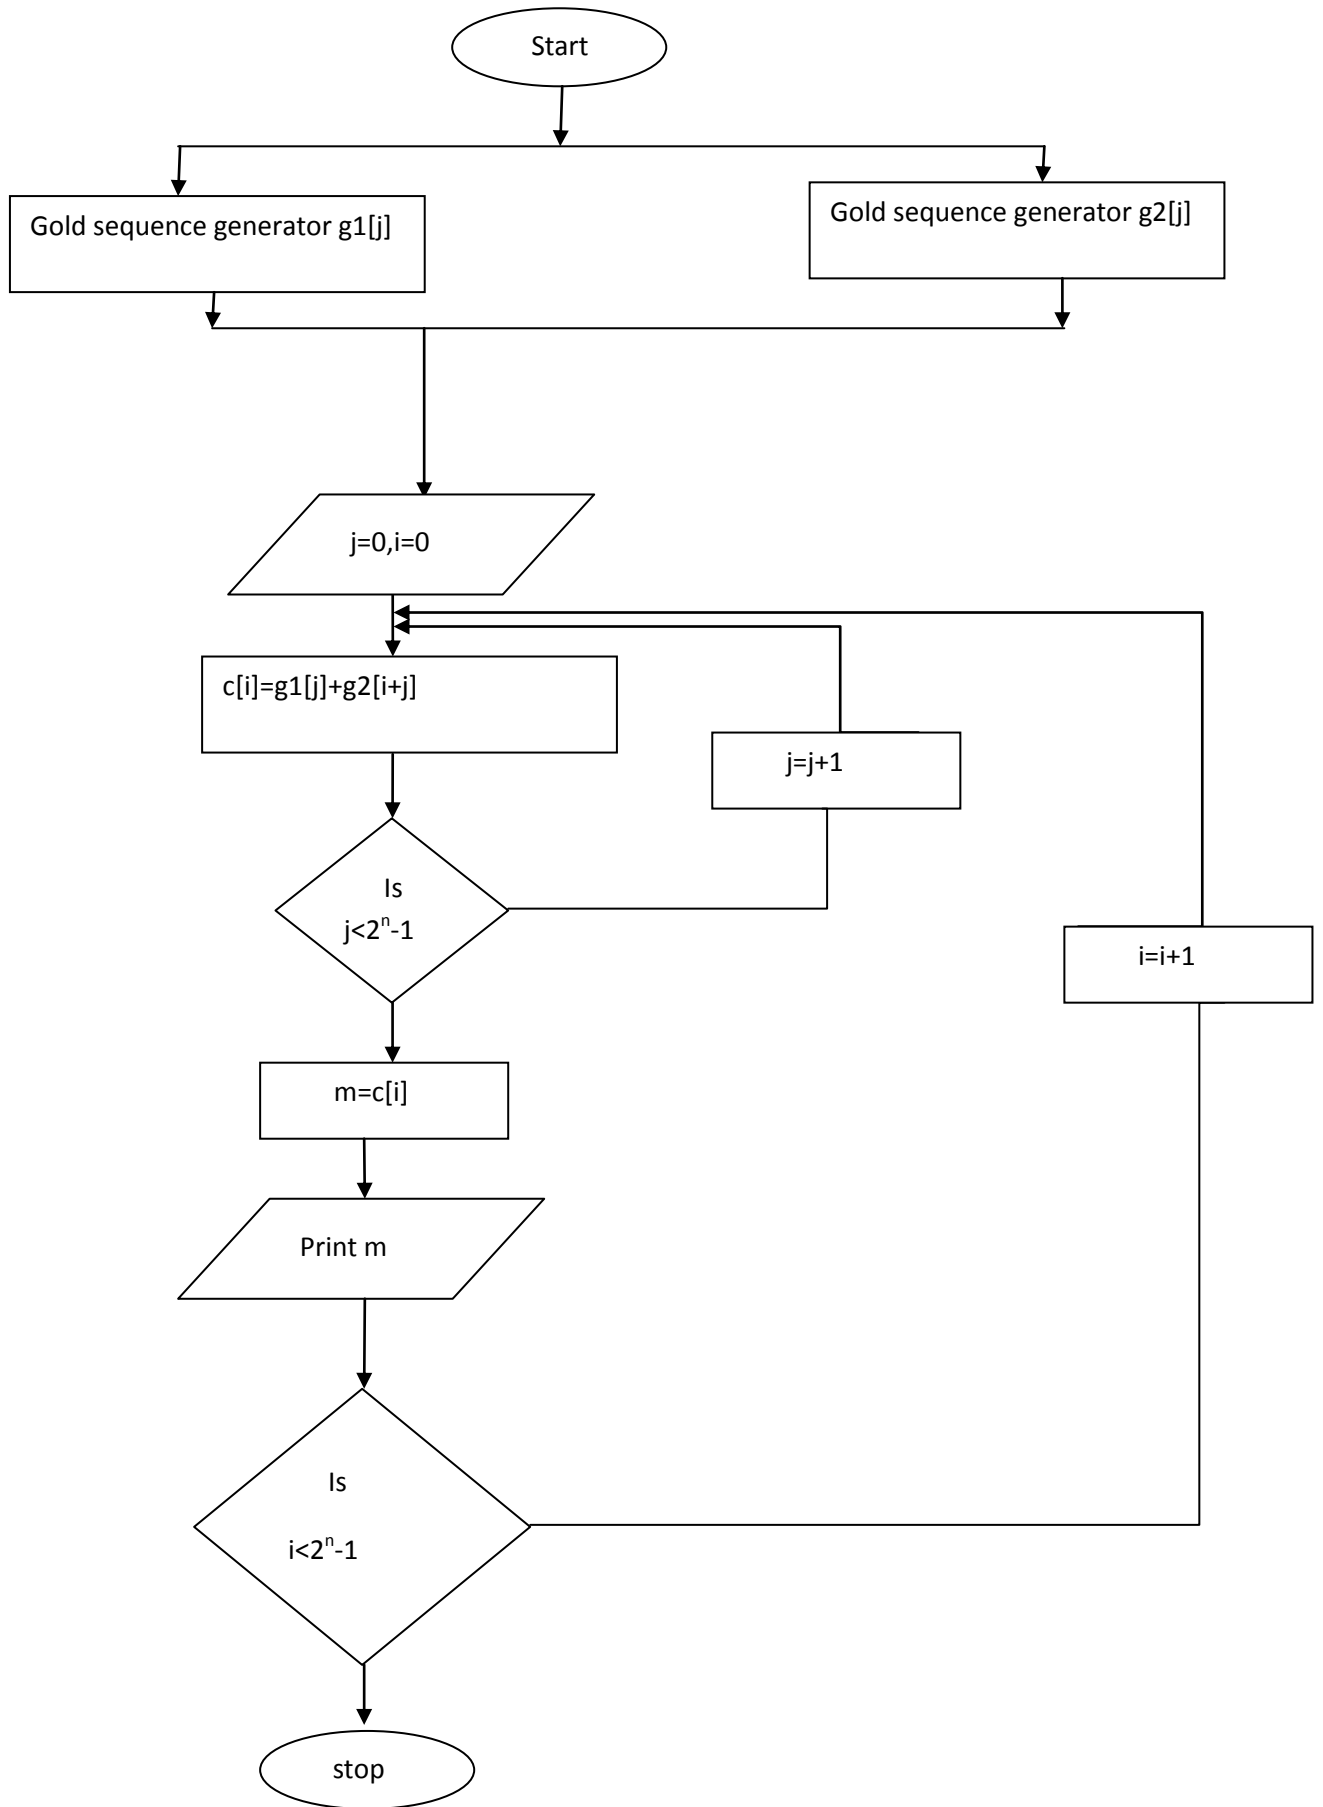 Start
Gold sequence generator g1[j]
Gold sequence generator g2[j]
j=0,i=0
c[i]=g1[j]+g2[i+j]
j=j+1
Is
j<2ⁿ-1
i=i+1
m=c[i]
Print m
Is
i<2ⁿ-1
stop